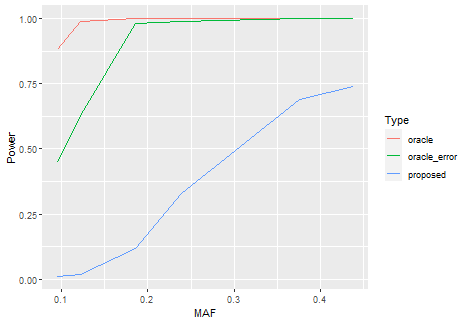 1.00
0.75
0.50
0.25
0.00
Power
0.1 0.2 0.3 0.4
MAF
Type
oracle
oracle_error
proposed